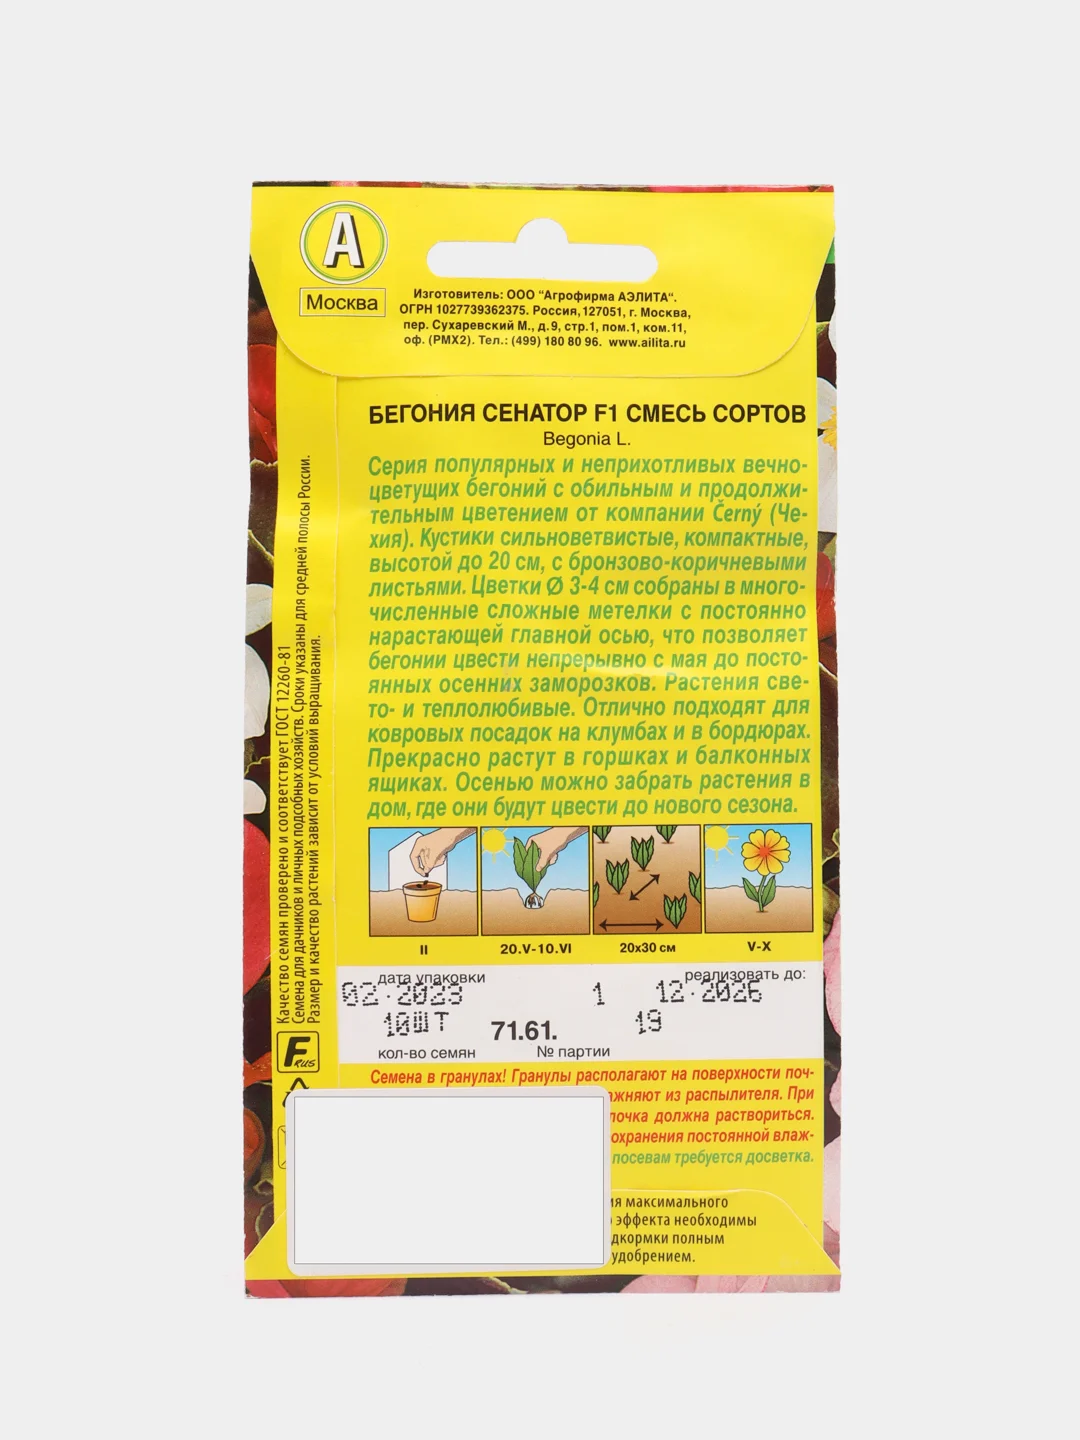 А
Москва
Изготовитель: ООО “Агрофирма АЭЛИТА“.
ОГРН 1027739362375. Россия,127051, г. Москва,
пер. Сухаревский М., д.9, стр.1, пом.1, ком.11,
оф. (РМХ2). Тел.: (499) 180 80 96. www.ailita.ru
БЕГОНИЯ СЕНАТОР F1 СМЕСЬ СОРТОВ
Begonia L.
Серия популярных и неприхотливых вечно-
цветущих бегоний с обильным и продолжи-
тельным цветением от компании Černý (Че-
хия). Кустики сильноветвистые, компактные,
высотой до 20 см, с бронзово-коричневыми
листьями. Цветки Ø 3-4 см собраны в много-
численные сложные метелки с постоянно
нарастающей главной осью, что позволяет
бегонии цвести непрерывно с мая до посто-
янных осенних заморозков. Растения све-
то- и теплолюбивые. Отлично подходят для
ковровых посадок на клумбах и в бордюрах.
Прекрасно растут в горшках и балконных
ящиках. Осенью можно забрать растения в
дом, где они будут цвести до нового сезона.
II
20.V-10.VI
20х30 см
V-X
дата упаковки
реализовать до:
02.2023
1
12.2026
10ШТ
71.61.
19
кол-во семян
№ партии
Семена в гранулах! Гранулы располагают на поверхности поч-
ажняют из распылителя. При
лочка должна раствориться.
охранения постоянной влаж-
посевам требуется досветка.
ия максимального
эффекта необходимы
дкормки полным
удобрением.
Качество семян проверено и соответствует ГОСТ 12260-81
Семена для дачников и личных подсобных хозяйств. Сроки указаны для средней полосы России.
Размер и качество растений зависит от условий выращивания.
F
RUS